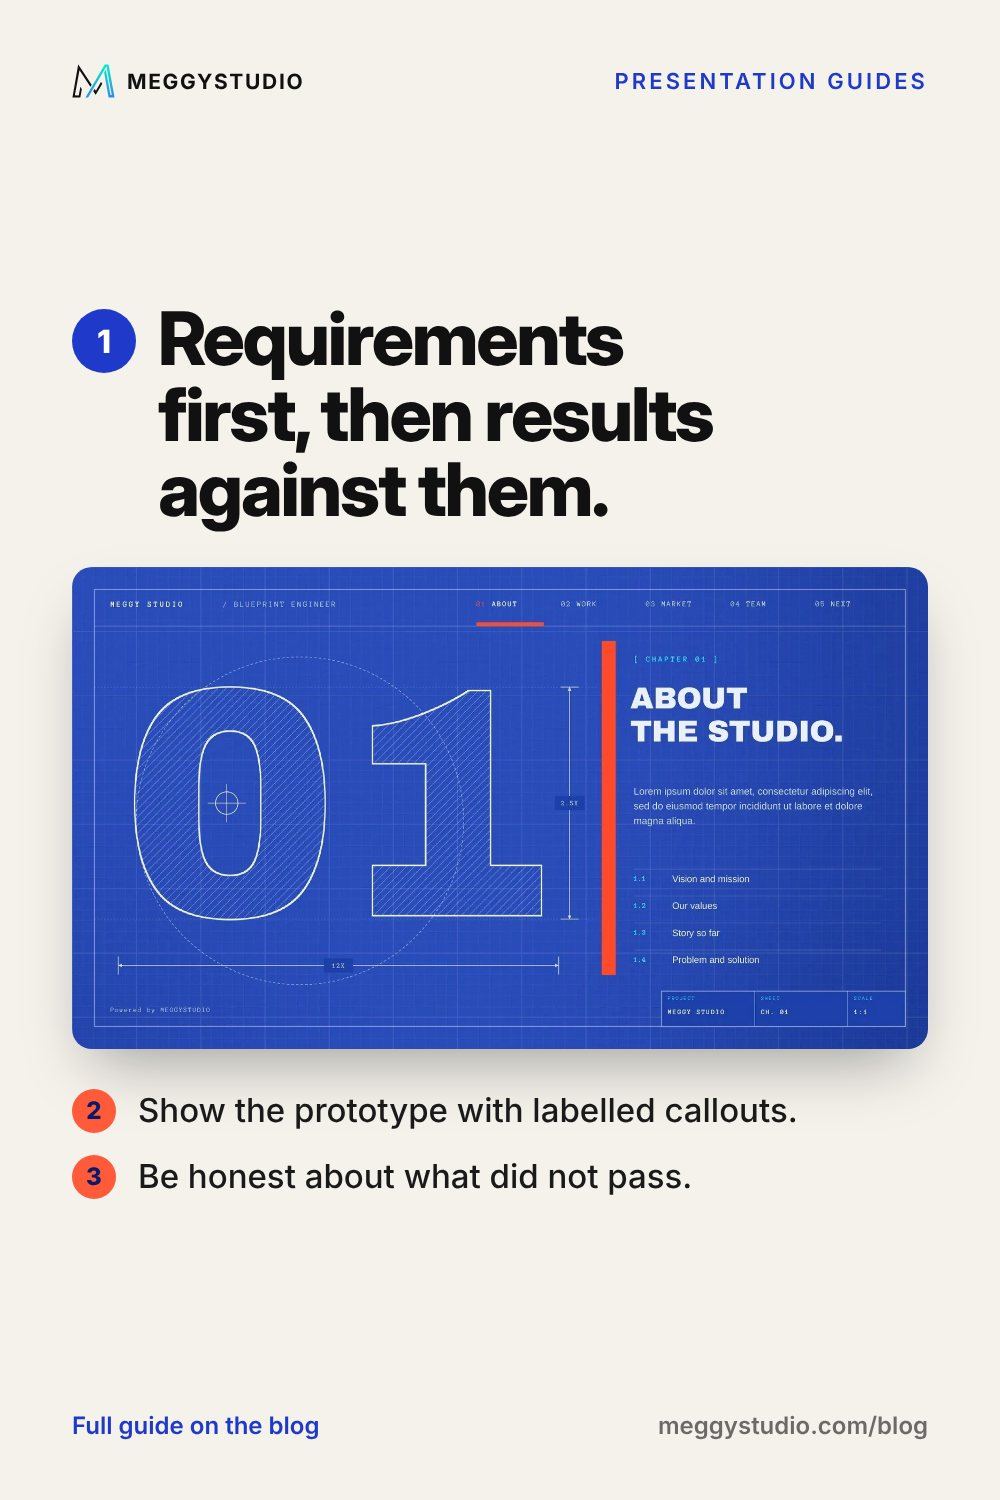 MEGGYSTUDIO
PRESENTATION GUIDES
1
Requirements
first, then results
against them.
MEGGY STUDIO / BLUEPRINT ENGINEER 01 ABOUT 02 WORK 03 MARKET 04 TEAM 05 NEXT
01
2.5X
12X
Powered by MEGGYSTUDIO
[ CHAPTER 01 ]
ABOUT
THE STUDIO.
Lorem ipsum dolor sit amet, consectetur adipiscing elit,
sed do eiusmod tempor incididunt ut labore et dolore
magna aliqua.
1.1 Vision and mission
1.2 Our values
1.3 Story so far
1.4 Problem and solution
PROJECT SHEET SCALE
MEGGY STUDIO CH. 01 1:1
2 Show the prototype with labelled callouts.
3 Be honest about what did not pass.
Full guide on the blog
meggystudio.com/blog